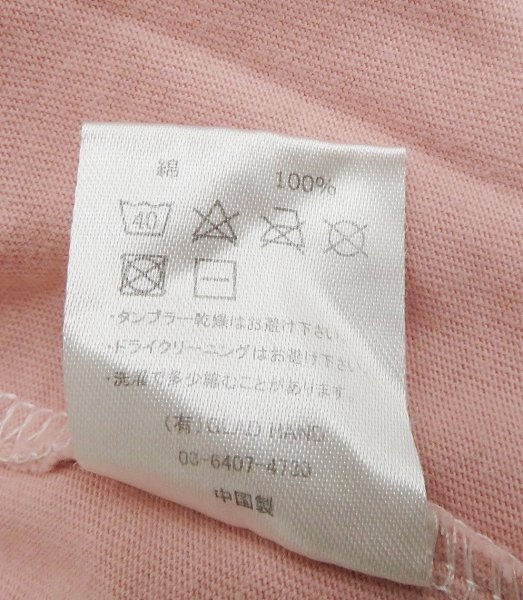 綿 100%
40
・タンブラー乾燥はお避け下さい。
・ドライクリーニングはお避け下さい。
・洗濯で多少縮むことがあります。
(有)GLAD HAND
03-6407-4730
中国製